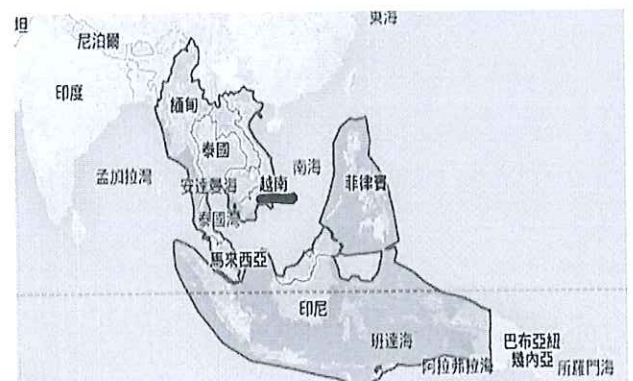 坦
東海
尼泊爾
印度
緬甸
泰國
南海
孟加拉灣
安達曼海
越南
菲律賓
泰國灣
馬來西亞
印尼
班達海
巴布亞紐
幾內亞
阿拉弗拉海
所羅門海